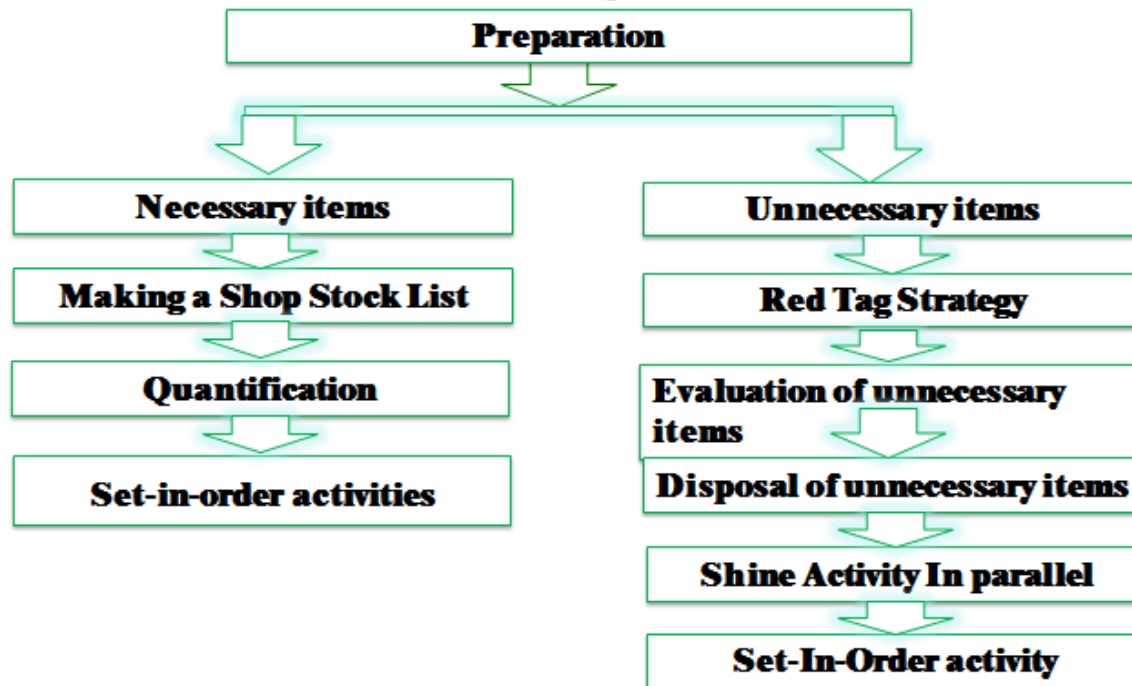 Preparation
Necessary items
Making a Shop Stock List
Quantification
Set-in-order activities
Unnecessary items
Red Tag Strategy
Evaluation of unnecessary
items
Disposal of unnecessary items
Shine Activity In parallel
Set-In-Order activity